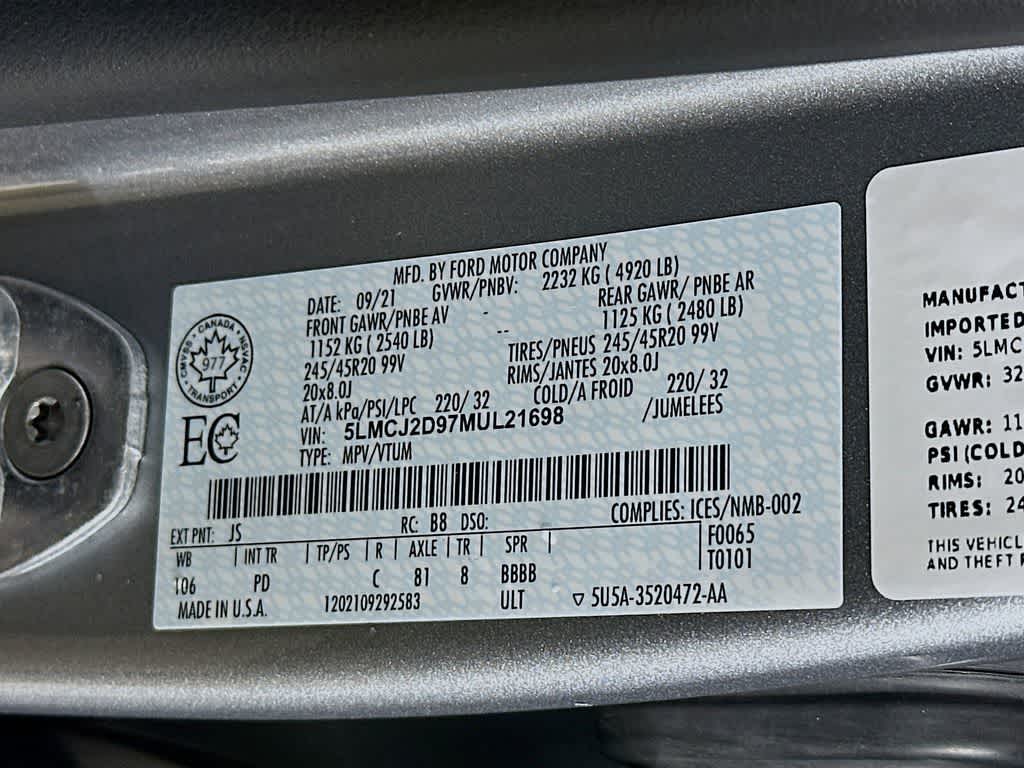 MFD. BY FORD MOTOR COMPANY
DATE: 09/21 GVWR/PNBV: 2232 KG ( 4920 LB)
FRONT GAWR/PNBE AV - REAR GAWR/ PNBE AR
1152 KG ( 2540 LB) -- 1125 KG ( 2480 LB)
245/45R20 99V TIRES/PNEUS 245/45R20 99V
20x8.0J RIMS/JANTES 20x8.0J
AT/A kPa/PSI/LPC 220/ 32 COLD/A FROID 220/ 32
VIN: 5LMCJ2D97MUL21698 /JUMELEES
TYPE: MPV/VTUM
CANADA
CMVSS NSVAC
977
TRANSPORT
EC
EXT PNT: JS RC: B8 DSO: COMPLIES: ICES/NMB-002
WB | INT TR | TP/PS | R | AXLE | TR | SPR | F0065
106 PD C 81 8 BBBB T0101
MADE IN U.S.A. 1202109292583 ULT ▽ 5U5A-3520472-AA
MANUFACT
IMPORTED
VIN: 5LMC
GVWR: 32
GAWR: 11
PSI (COLD
RIMS: 20
TIRES: 24
THIS VEHICL
AND THEFT